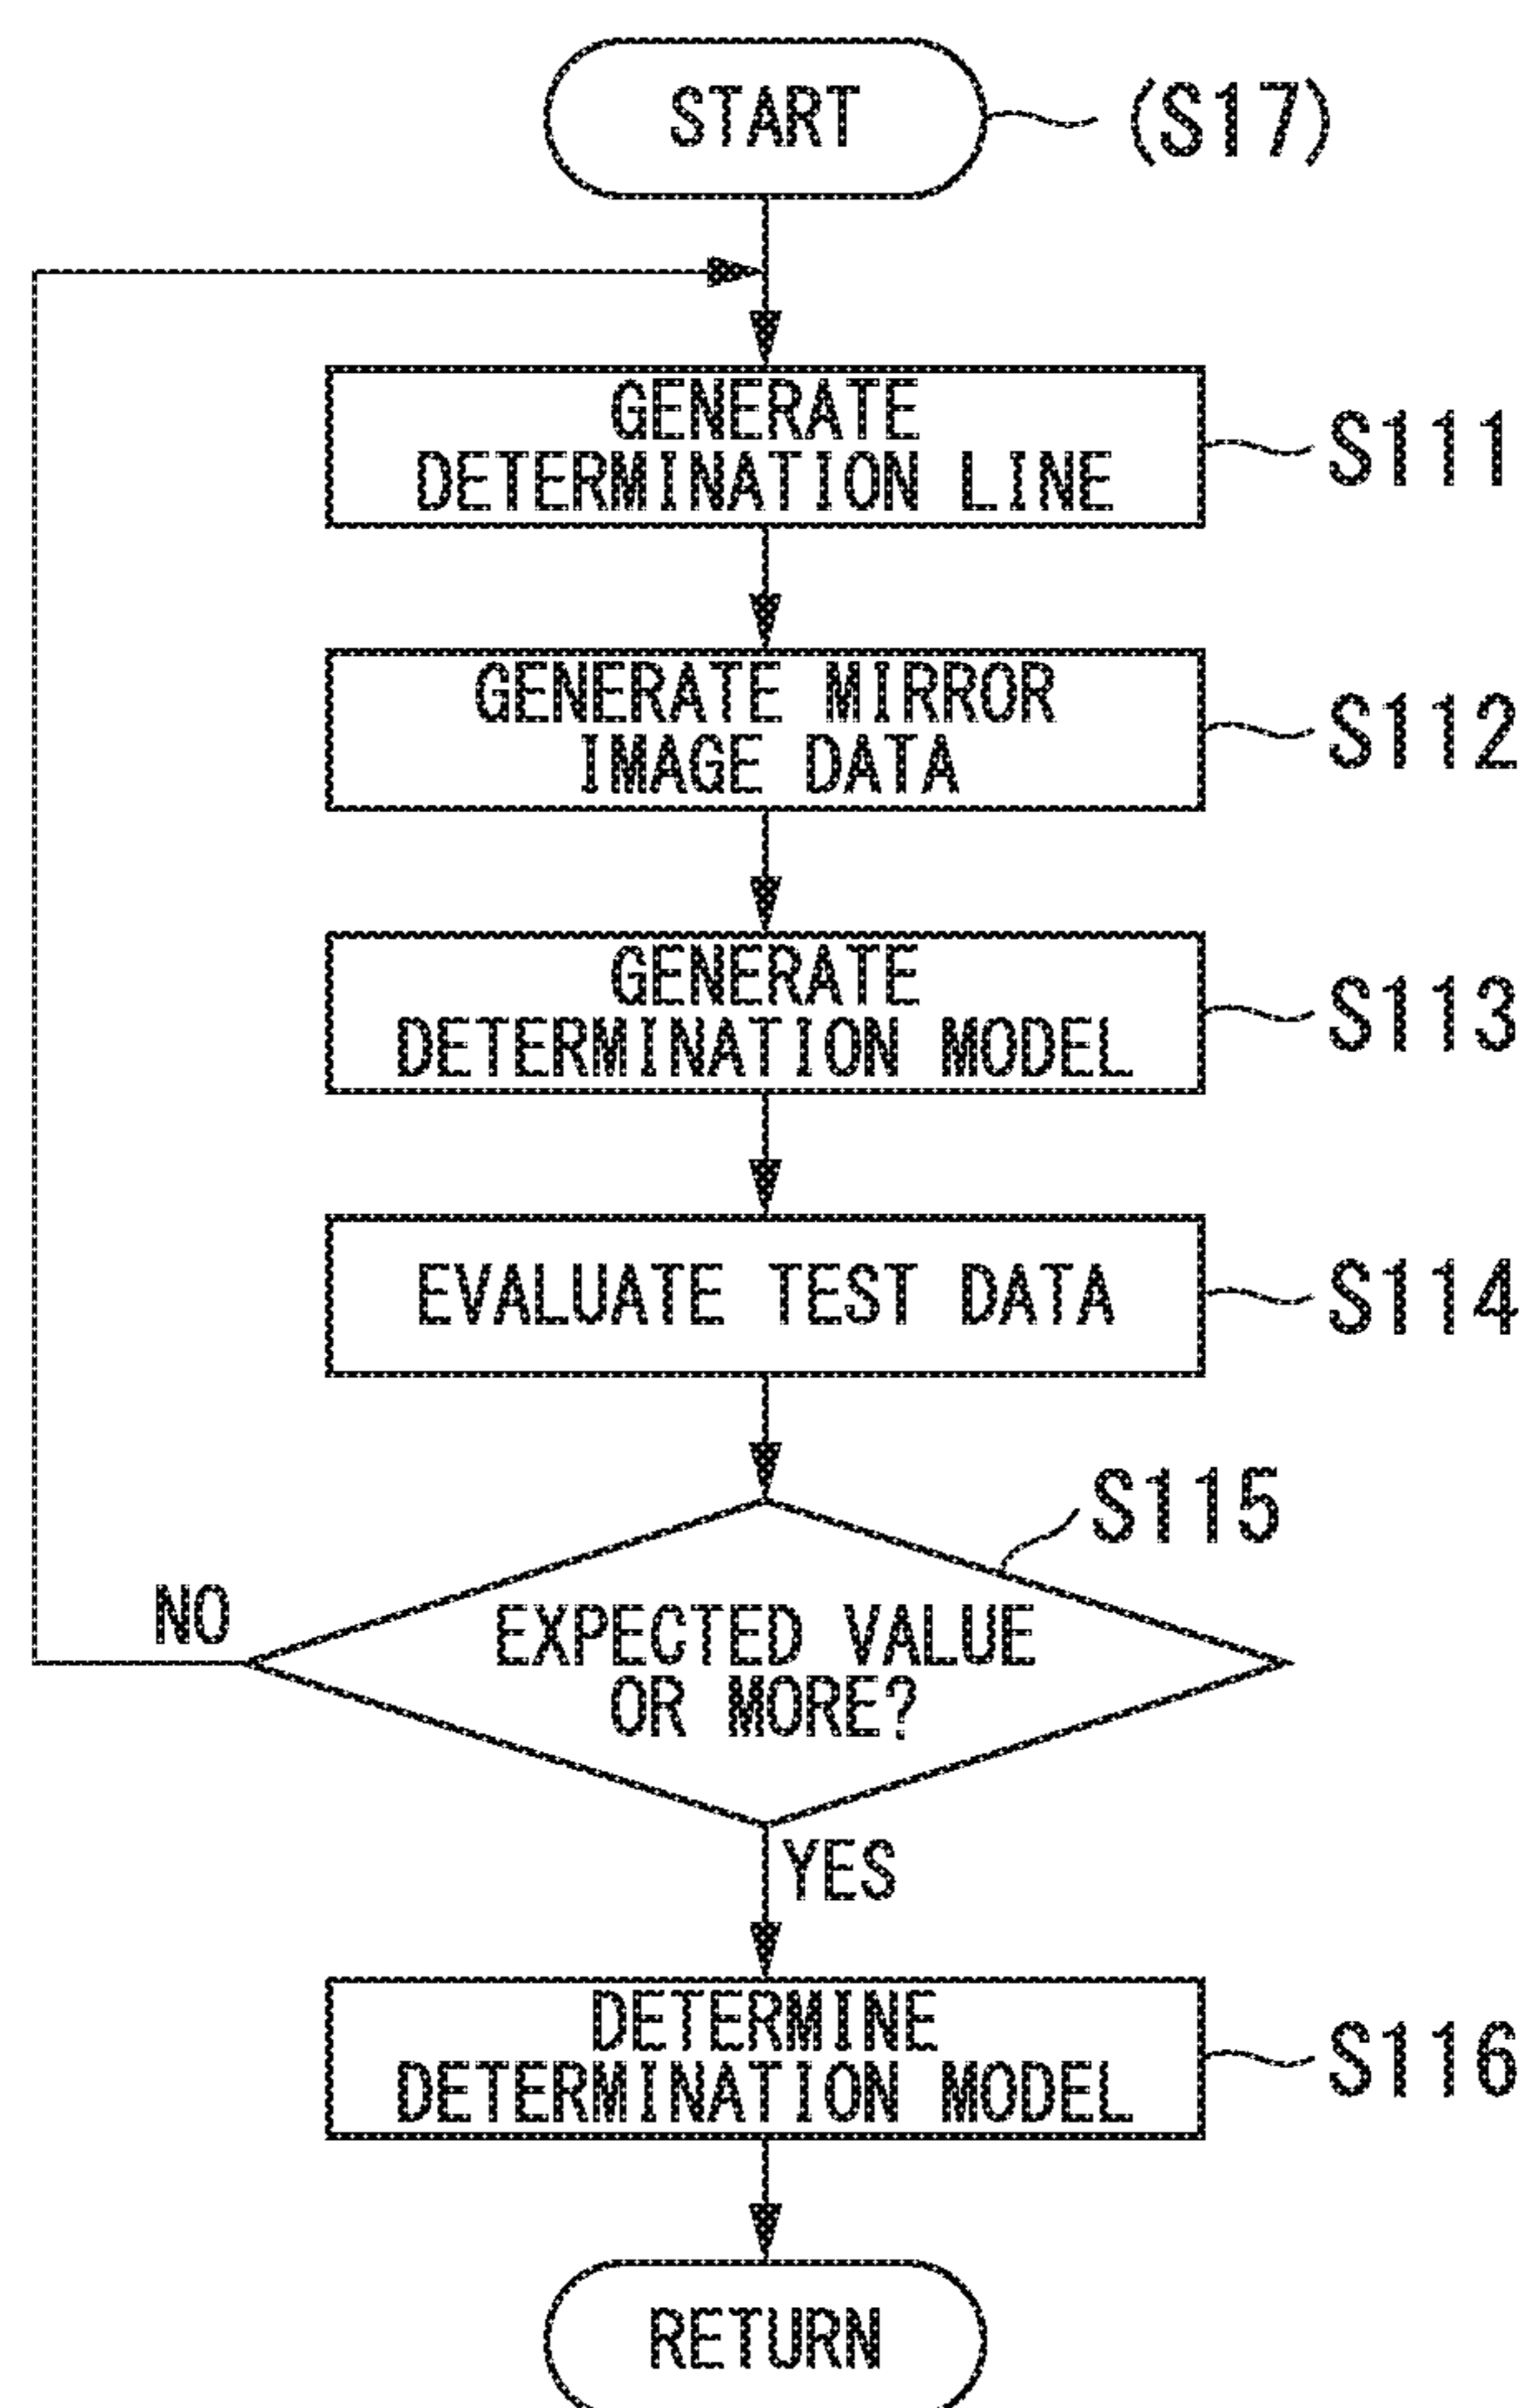 START
(S17)
GENERATE
DETERMINATION LINE
S111
GENERATE MIRROR
IMAGE DATA
S112
GENERATE
DETERMINATION MODEL
S113
EVALUATE TEST DATA
S114
S115
NO
EXPECTED VALUE
OR MORE?
YES
DETERMINE
DETERMINATION MODEL
S116
RETURN